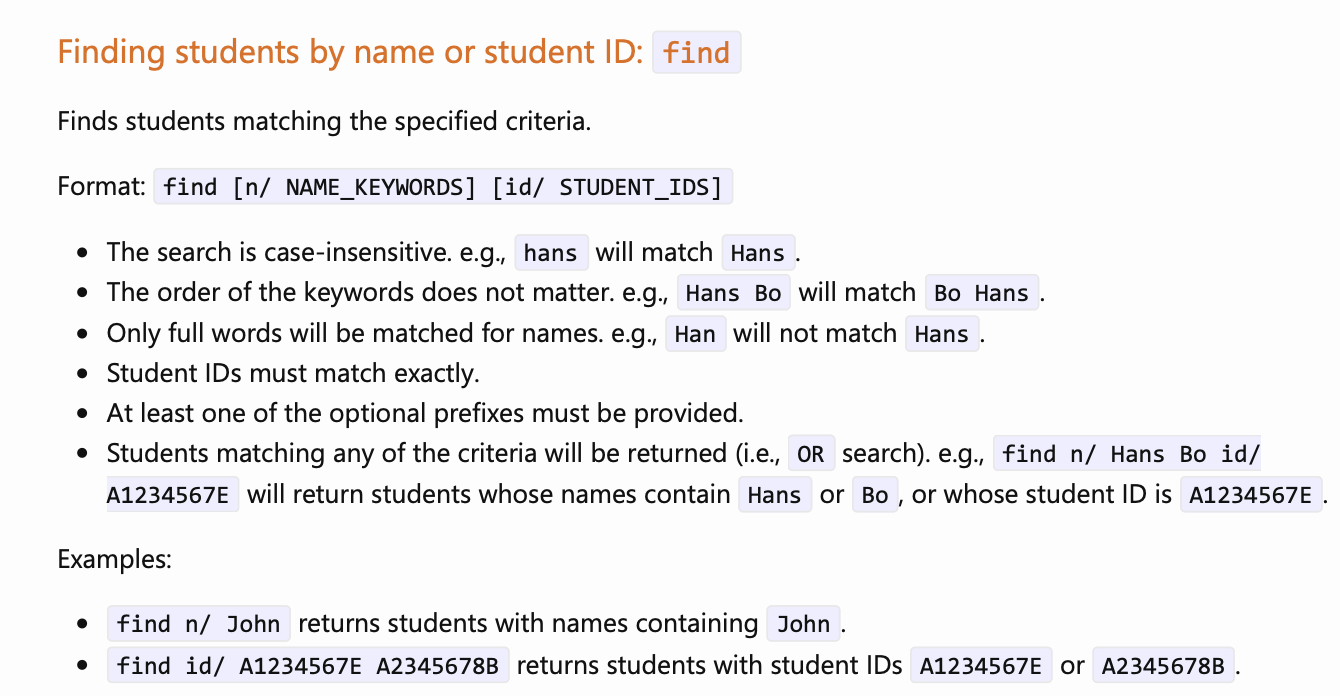 Finding students by name or student ID: find
Finds students matching the specified criteria.
Format: find [n/ NAME_KEYWORDS] [id/ STUDENT_IDS]
• The search is case-insensitive. e.g., hans will match Hans.
• The order of the keywords does not matter. e.g., Hans Bo will match Bo Hans.
• Only full words will be matched for names. e.g., Han will not match Hans.
• Student IDs must match exactly.
• At least one of the optional prefixes must be provided.
• Students matching any of the criteria will be returned (i.e., OR search). e.g., find n/ Hans Bo id/
A1234567E will return students whose names contain Hans or Bo, or whose student ID is A1234567E.
Examples:
• find n/ John returns students with names containing John.
• find id/ A1234567E A2345678B returns students with student IDs A1234567E or A2345678B.